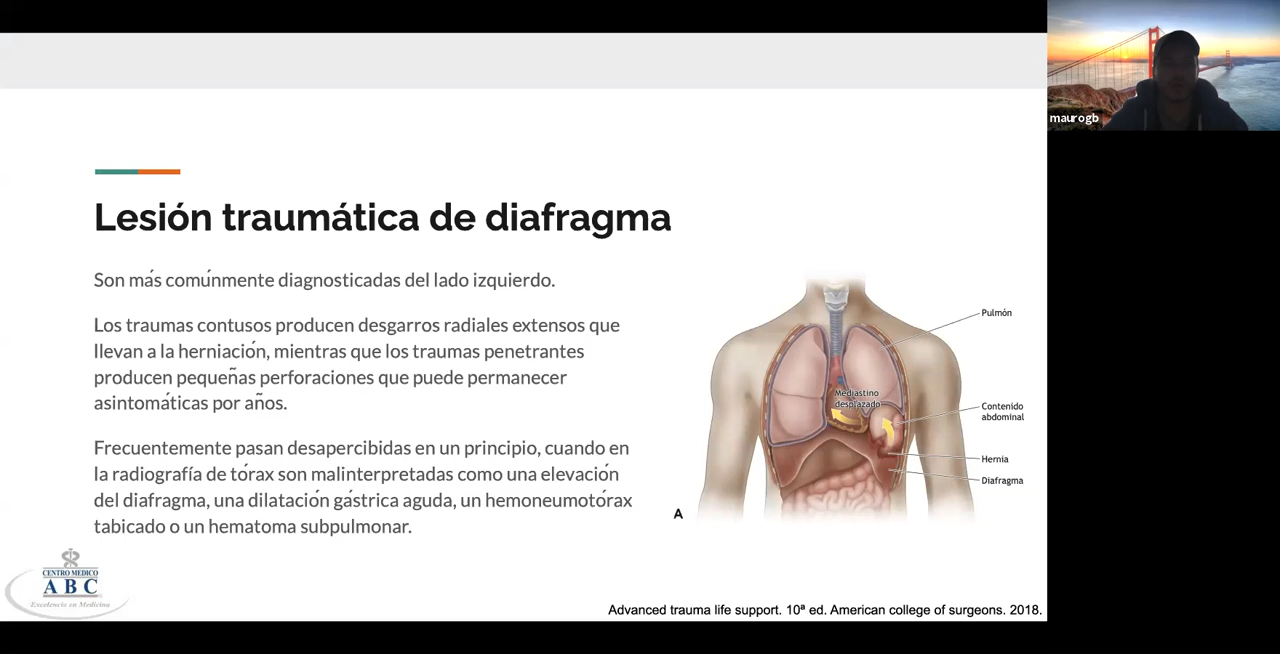 Lesión traumática de diafragma
Son más comúnmente diagnosticadas del lado izquierdo.
Los traumas contusos producen desgarros radiales extensos que
llevan a la herniación, mientras que los traumas penetrantes
producen pequeñas perforaciones que puede permanecer
asintomáticas por años.
Frecuentemente pasan desapercibidas en un principio, cuando en
la radiografía de tórax son malinterpretadas como una elevación
del diafragma, una dilatación gástrica aguda, un hemoneumotórax
tabicado o un hematoma subpulmonar.
Pulmón
Mediastino
desplazado
Contenido
abdominal
Hernia
Diafragma
A
CENTRO MEDICO
A B C
Excelencia en Medicina
Advanced trauma life support. 10ª ed. American college of surgeons. 2018.
maurogb